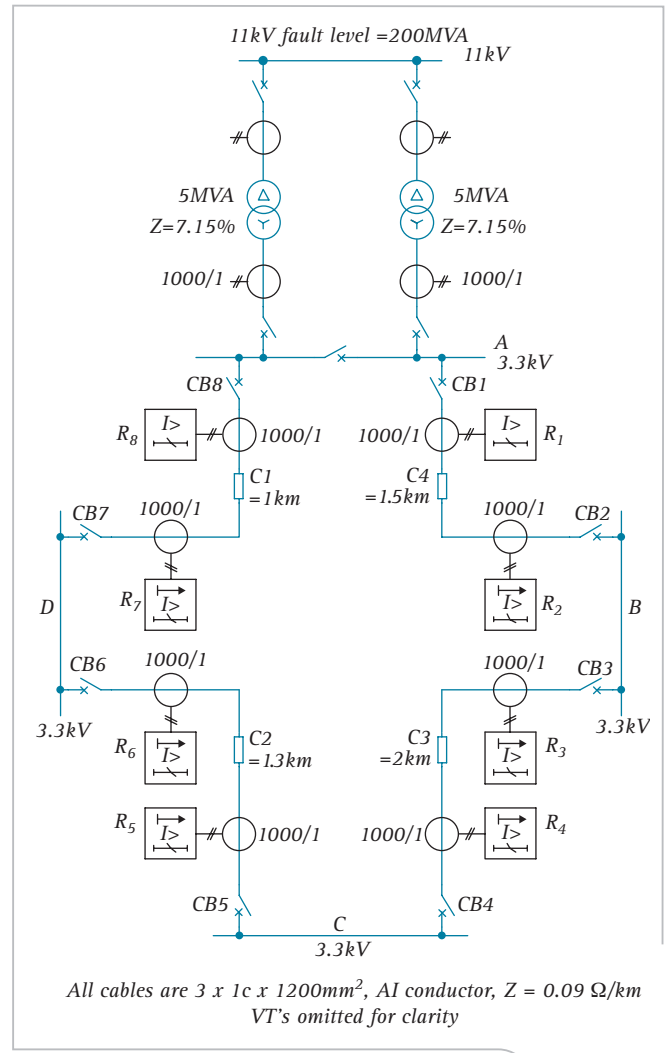 11kV fault level =200MVA
11kV
5MVA
Z=7.15%
5MVA
Z=7.15%
1000/1
1000/1
A
3.3kV
CB8
CB1
R8
I>
1000/1
1000/1
I>
R1
C1
=1km
C4
=1.5km
CB7
1000/1
1000/1
CB2
D
R7
I>
I>
R2
B
CB6
1000/1
1000/1
CB3
3.3kV
3.3kV
R6
I>
C2
=1.3km
C3
=2km
I>
R3
R5
I>
1000/1
1000/1
I>
R4
CB5
C
CB4
3.3kV
All cables are 3 x 1c x 1200mm², AI conductor, Z = 0.09 Ω/km
VT's omitted for clarity